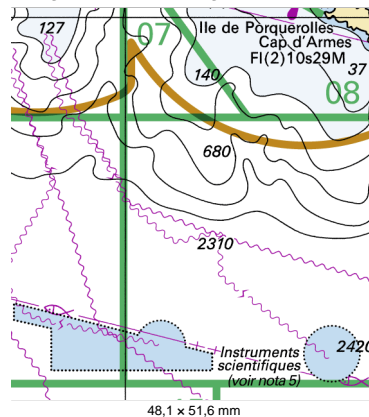 127
07
Ile de Porquerolles
Cap d'Armes
Fl(2)10s29M
37
140
08
680
2310
2420
Instruments
scientifiques
(voir nota 5)
48,1 × 51,6 mm